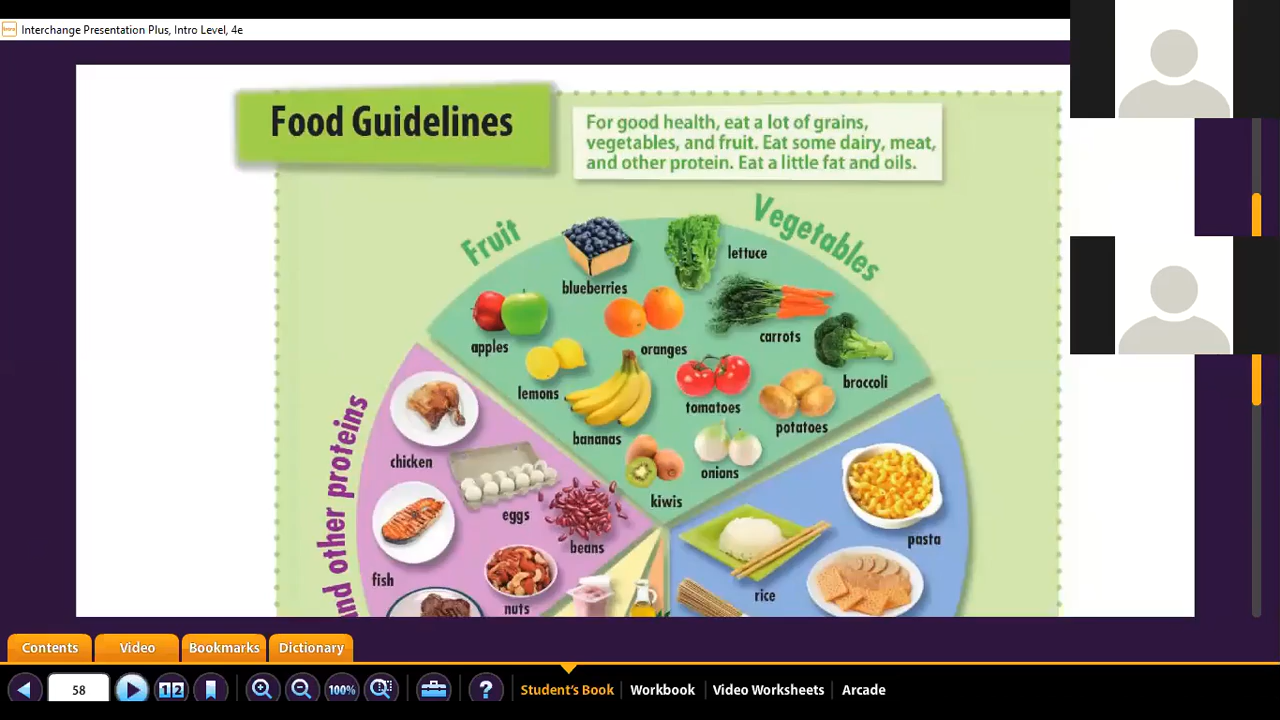 Interchange Presentation Plus, Intro Level, 4e
Food Guidelines
For good health, eat a lot of grains,
vegetables, and fruit. Eat some dairy, meat,
and other protein. Eat a little fat and oils.
Fruit
Vegetables
blueberries
lettuce
apples
oranges
carrots
lemons
broccoli
bananas
tomatoes
potatoes
kiwis
onions
and other proteins
chicken
eggs
beans
fish
nuts
pasta
rice
Contents
Video
Bookmarks
Dictionary
58
12
100%
?
Student's Book
Workbook
Video Worksheets
Arcade